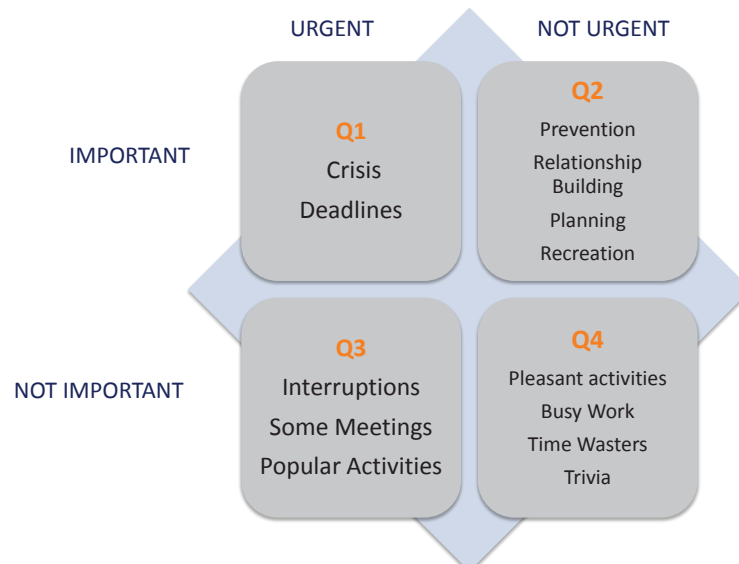 URGENT
NOT URGENT
IMPORTANT
Q1
Crisis
Deadlines
Q2
Prevention
Relationship
Building
Planning
Recreation
NOT IMPORTANT
Q3
Interruptions
Some Meetings
Popular Activities
Q4
Pleasant activities
Busy Work
Time Wasters
Trivia